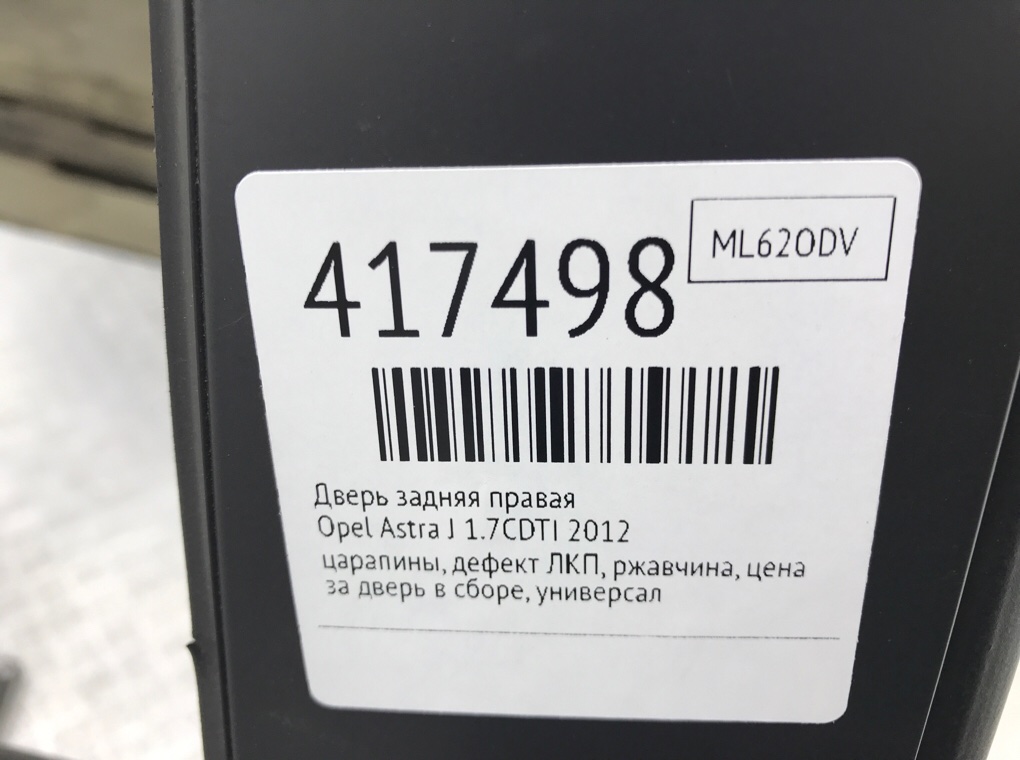 417498
ML620DV
Дверь задняя правая
Opel Astra J 1.7CDTI 2012
царапины, дефект ЛКП, ржавчина, цена
за дверь в сборе, универсал